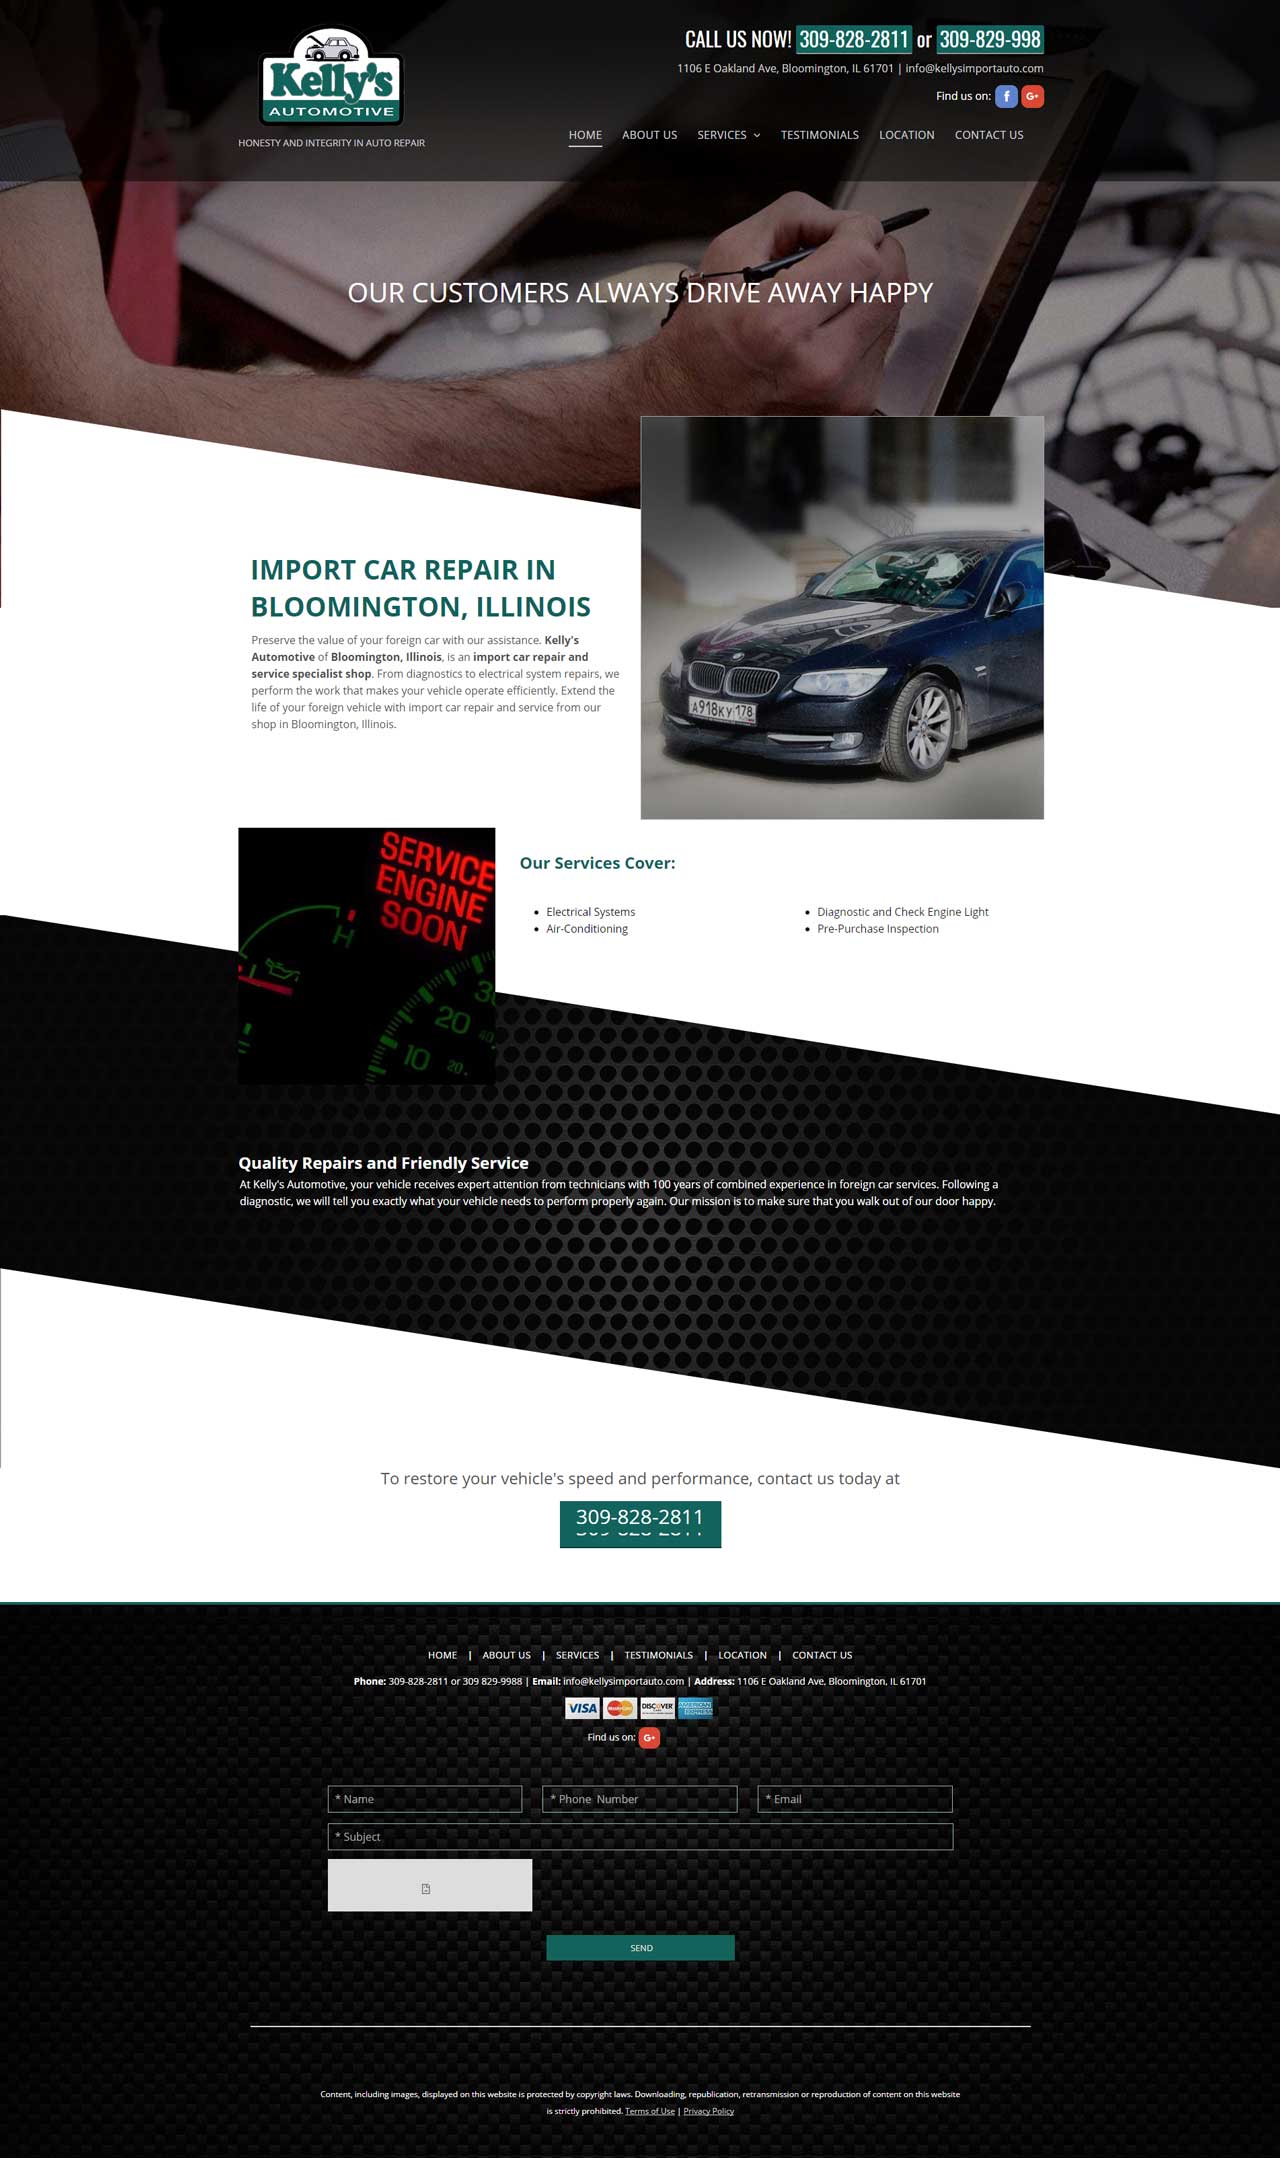 Kelly's
AUTOMOTIVE
HONESTY AND INTEGRITY IN AUTO REPAIR
CALL US NOW! 309-828-2811 or 309-829-998
1106 E Oakland Ave, Bloomington, IL 61701 | info@kellysimportauto.com
Find us on: f G+
HOME ABOUT US SERVICES TESTIMONIALS LOCATION CONTACT US
OUR CUSTOMERS ALWAYS DRIVE AWAY HAPPY
IMPORT CAR REPAIR IN
BLOOMINGTON, ILLINOIS
Preserve the value of your foreign car with our assistance. Kelly's
Automotive of Bloomington, Illinois, is an import car repair and
service specialist shop. From diagnostics to electrical system repairs, we
perform the work that makes your vehicle operate efficiently. Extend the
life of your foreign vehicle with import car repair and service from our
shop in Bloomington, Illinois.
А918КУ 178
SERVICE
ENGINE
SOON
H
30
20
40
10
20
Our Services Cover:
Electrical Systems
Air-Conditioning
Diagnostic and Check Engine Light
Pre-Purchase Inspection
Quality Repairs and Friendly Service
At Kelly's Automotive, your vehicle receives expert attention from technicians with 100 years of combined experience in foreign car services. Following a
diagnostic, we will tell you exactly what your vehicle needs to perform properly again. Our mission is to make sure that you walk out of our door happy.
To restore your vehicle's speed and performance, contact us today at
309-828-2811
309-828-2811
HOME | ABOUT US | SERVICES | TESTIMONIALS | LOCATION | CONTACT US
Phone: 309-828-2811 or 309 829-9988 | Email: info@kellysimportauto.com | Address: 1106 E Oakland Ave, Bloomington, IL 61701
VISA MasterCard DISCOVER AMERICAN EXPRESS
Find us on: G+
* Name
* Phone Number
* Email
* Subject
SEND
Content, including images, displayed on this website is protected by copyright laws. Downloading, republication, retransmission or reproduction of content on this website
is strictly prohibited. Terms of Use | Privacy Policy